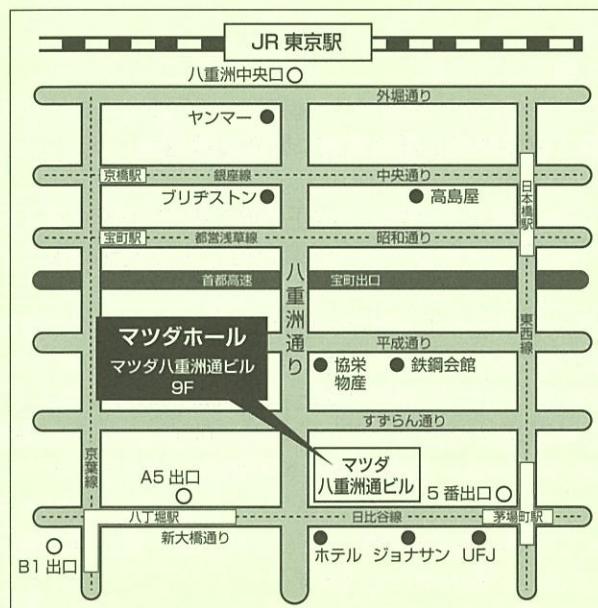 JR 東京駅
八重洲中央口
外堀通り
ヤンマー
京橋駅
銀座線
中央通り
ブリヂストン
高島屋
日本橋駅
宝町駅
都営浅草線
昭和通り
首都高速
宝町出口
八重洲通り
マツダホール
マツダ八重洲通ビル
9F
平成通り
東西線
協栄
物産
鉄鋼会館
すずらん通り
京葉線
マツダ
八重洲通ビル
A5 出口
5 番出口
八丁堀駅
日比谷線
茅場町駅
新大橋通り
B1 出口
ホテル
ジョナサン
UFJ